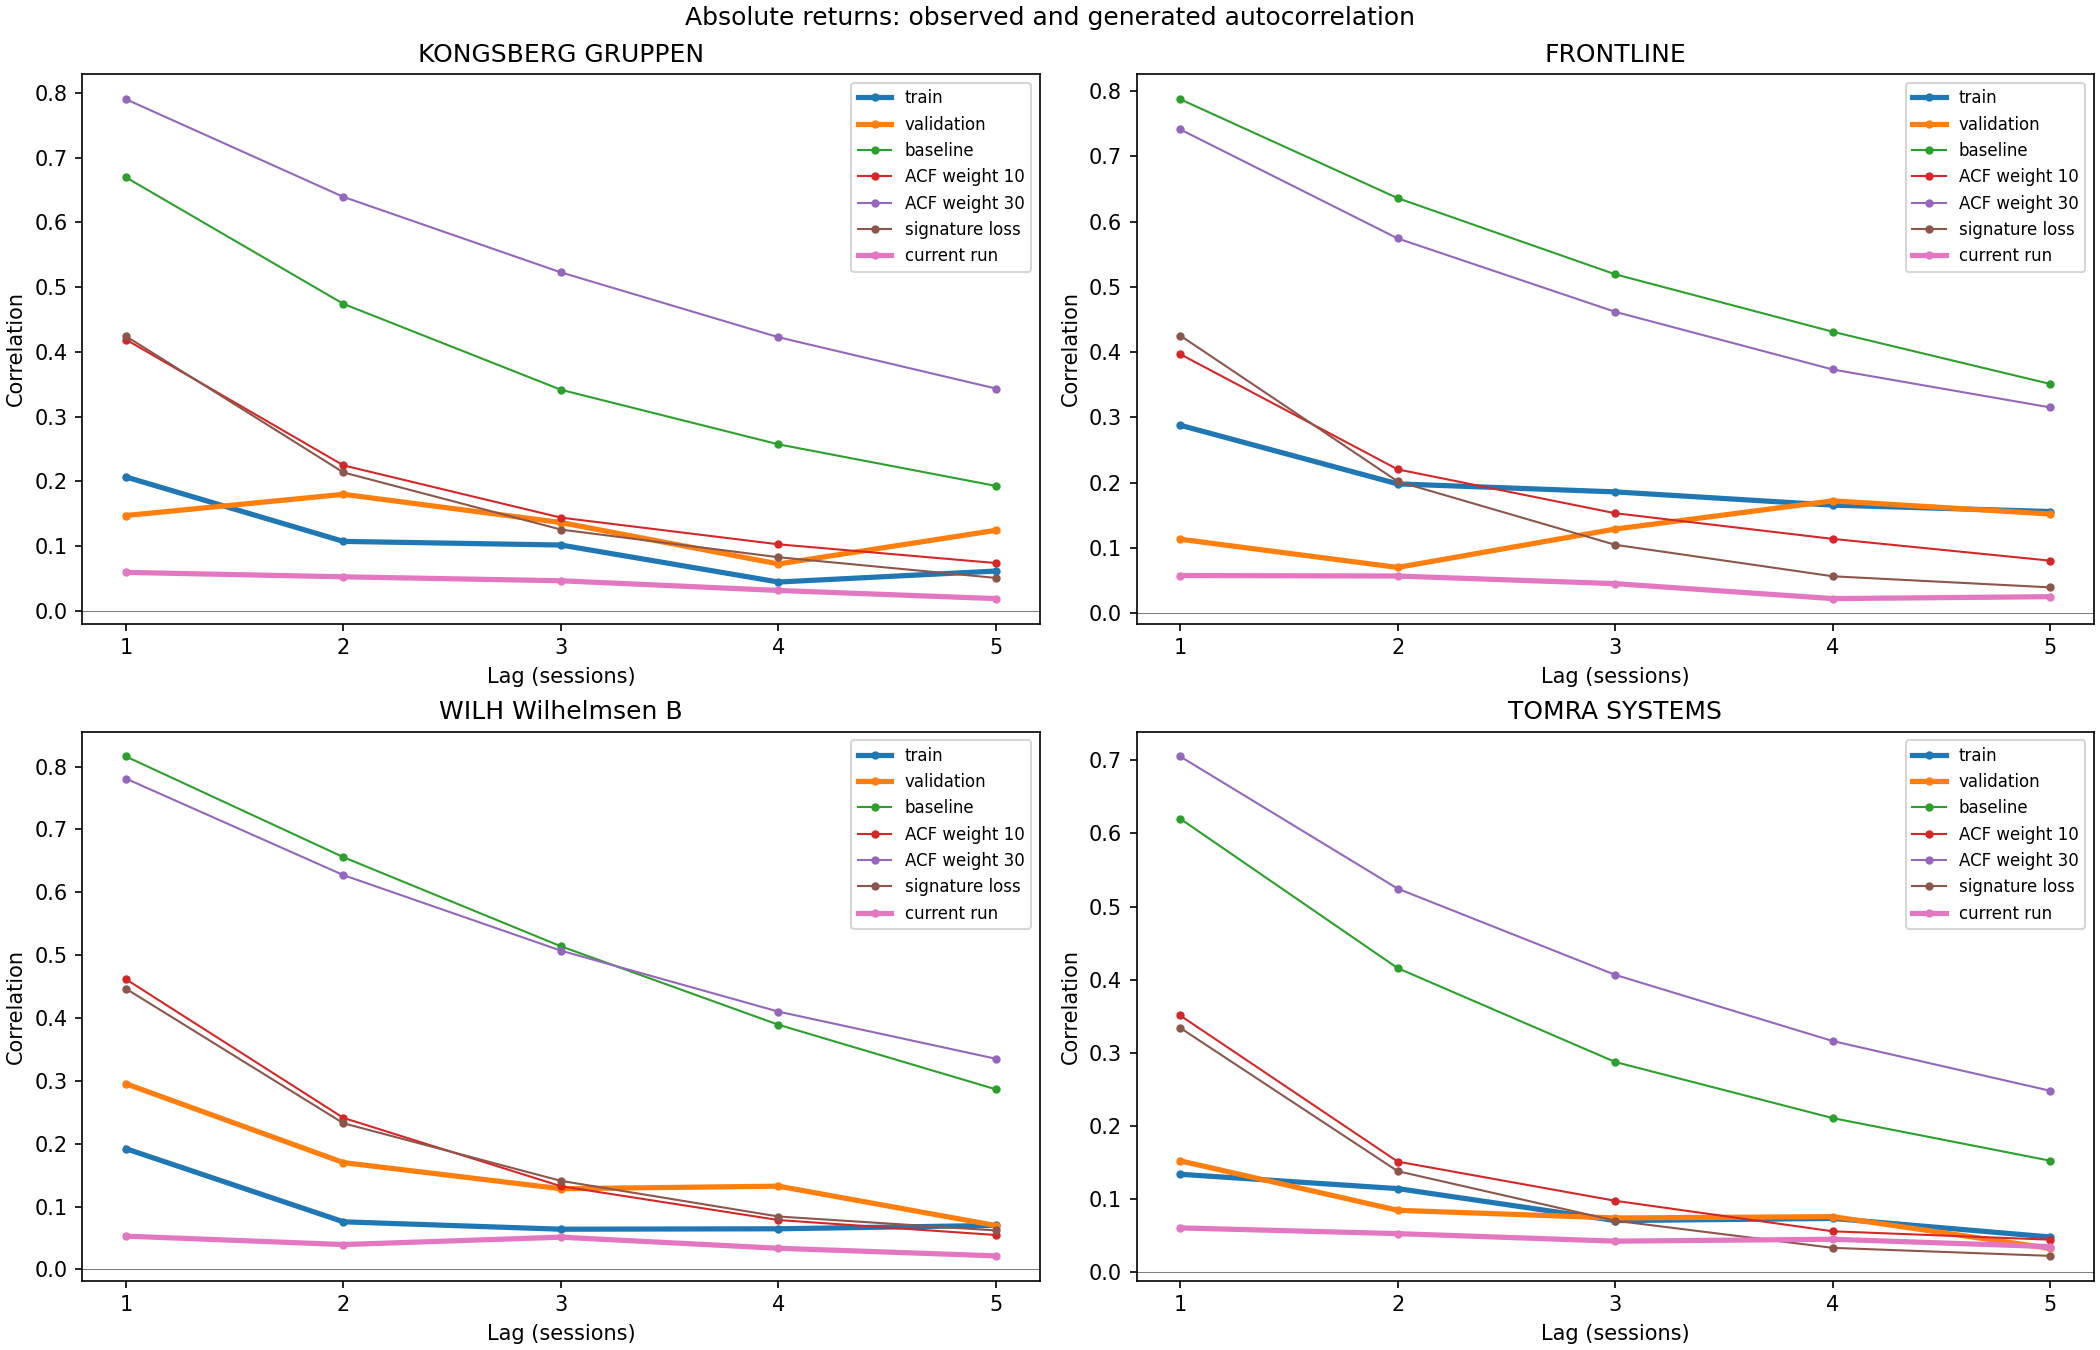 Absolute returns: observed and generated autocorrelation
KONGSBERG GRUPPEN
0.8
0.7
0.6
0.5
0.4
0.3
0.2
0.1
0.0
Correlation
1 2 3 4 5
Lag (sessions)
train
validation
baseline
ACF weight 10
ACF weight 30
signature loss
current run
FRONTLINE
0.8
0.7
0.6
0.5
0.4
0.3
0.2
0.1
0.0
Correlation
1 2 3 4 5
Lag (sessions)
train
validation
baseline
ACF weight 10
ACF weight 30
signature loss
current run
WILH Wilhelmsen B
0.8
0.7
0.6
0.5
0.4
0.3
0.2
0.1
0.0
Correlation
1 2 3 4 5
Lag (sessions)
train
validation
baseline
ACF weight 10
ACF weight 30
signature loss
current run
TOMRA SYSTEMS
0.7
0.6
0.5
0.4
0.3
0.2
0.1
0.0
Correlation
1 2 3 4 5
Lag (sessions)
train
validation
baseline
ACF weight 10
ACF weight 30
signature loss
current run